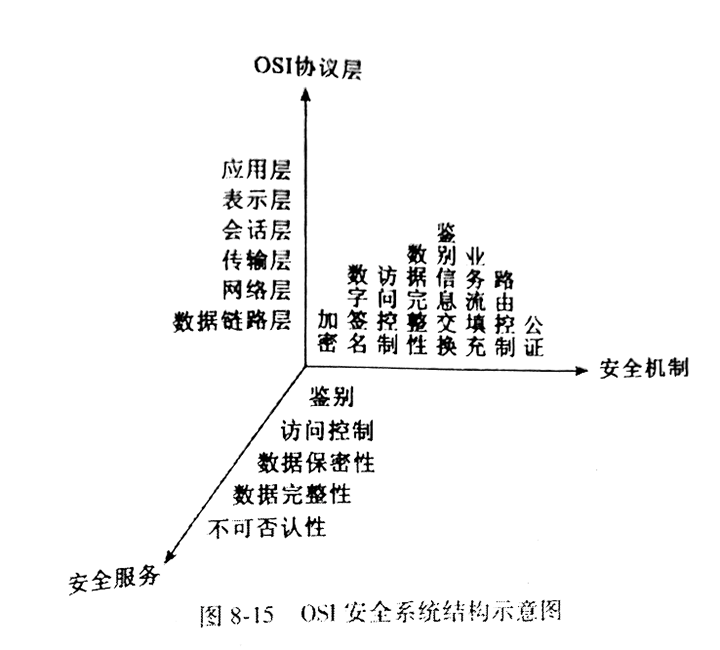 OSI协议层
应用层
表示层
会话层
传输层
网络层
数据链路层
加密
数字签名
访问控制
数据完整性
鉴别信息交换
业务流填充
路由控制
公证
安全机制
鉴别
访问控制
数据保密性
数据完整性
不可否认性
安全服务
图 8-15 OSI 安全系统结构示意图